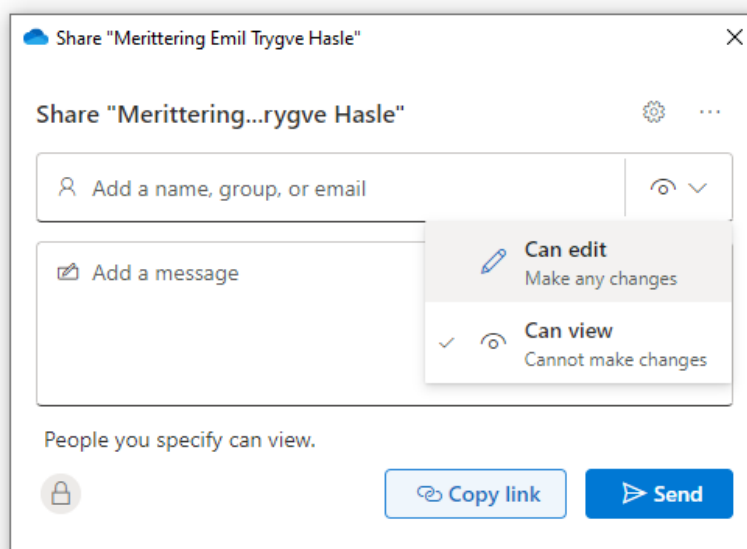 Share "Merittering Emil Trygve Hasle"
Share "Merittering...rygve Hasle"
Add a name, group, or email
Can edit
Make any changes
Add a message
Can view
Cannot make changes
People you specify can view.
Copy link
Send